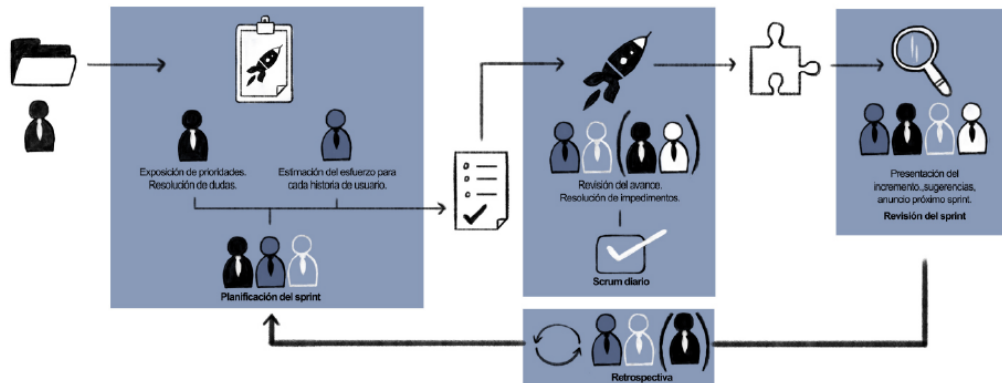 Exposición de prioridades.
Resolución de dudas.
Estimación del esfuerzo para
cada historia de usuario.
Planificación del sprint
Revisión del avance.
Resolución de impedimentos.
Scrum diario
Presentación del
incremento.,sugerencias,
anuncio próximo sprint.
Revisión del sprint
Retrospectiva